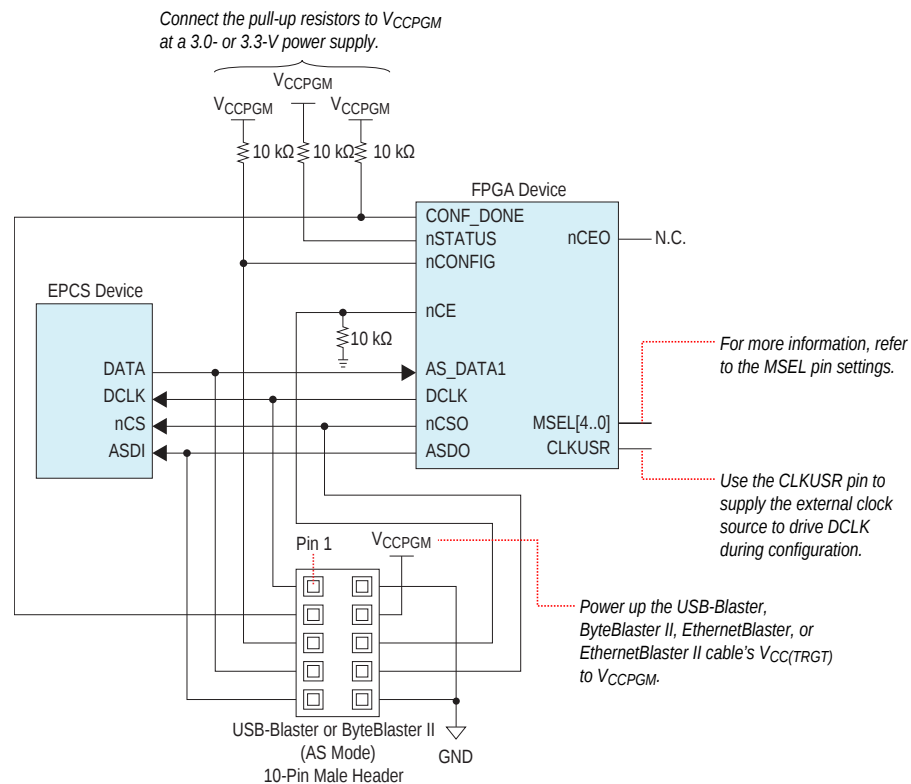 Connect the pull-up resistors to VCCPGM
at a 3.0- or 3.3-V power supply.
VCCPGM
VCCPGM
VCCPGM
10 kΩ
10 kΩ
10 kΩ
FPGA Device
CONF_DONE
nSTATUS
nCONFIG
nCE
AS_DATA1
DCLK
nCSO
ASDO
nCEO
N.C.
MSEL[4..0]
CLKUSR
10 kΩ
EPCS Device
DATA
DCLK
nCS
ASDI
For more information, refer
to the MSEL pin settings.
Use the CLKUSR pin to
supply the external clock
source to drive DCLK
during configuration.
Pin 1
VCCPGM
Power up the USB-Blaster,
ByteBlaster II, EthernetBlaster, or
EthernetBlaster II cable's VCC(TRGT)
to VCCPGM.
USB-Blaster or ByteBlaster II
(AS Mode)
10-Pin Male Header
GND